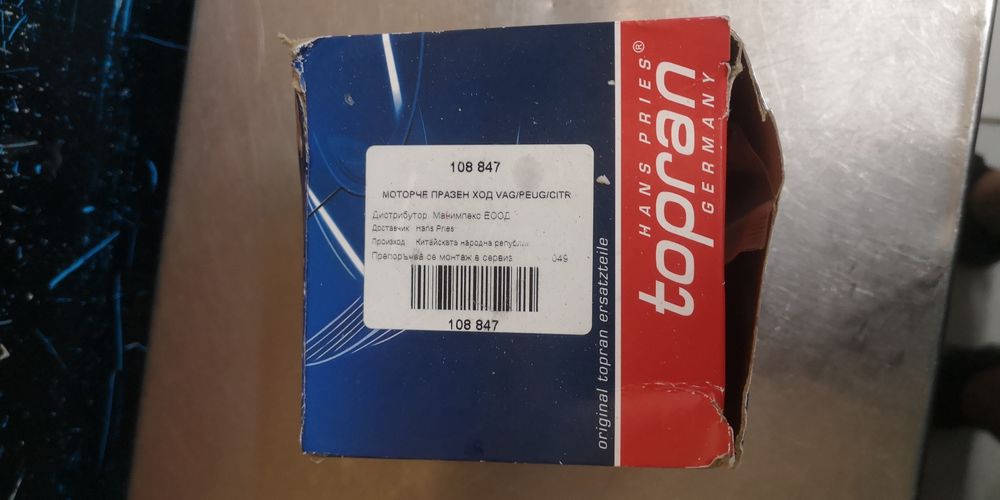 108 847
МОТОРЧЕ ПРАЗЕН ХОД VAG/PEUG/CITR
Дистрибутор Манимпекс ЕООД
Доставчик Hans Pries
Произход Китайската народна републик
Препоръчва се монтаж в сервиз 049
108 847
original topran ersatzteile
HANS PRIES®
topran
GERMANY